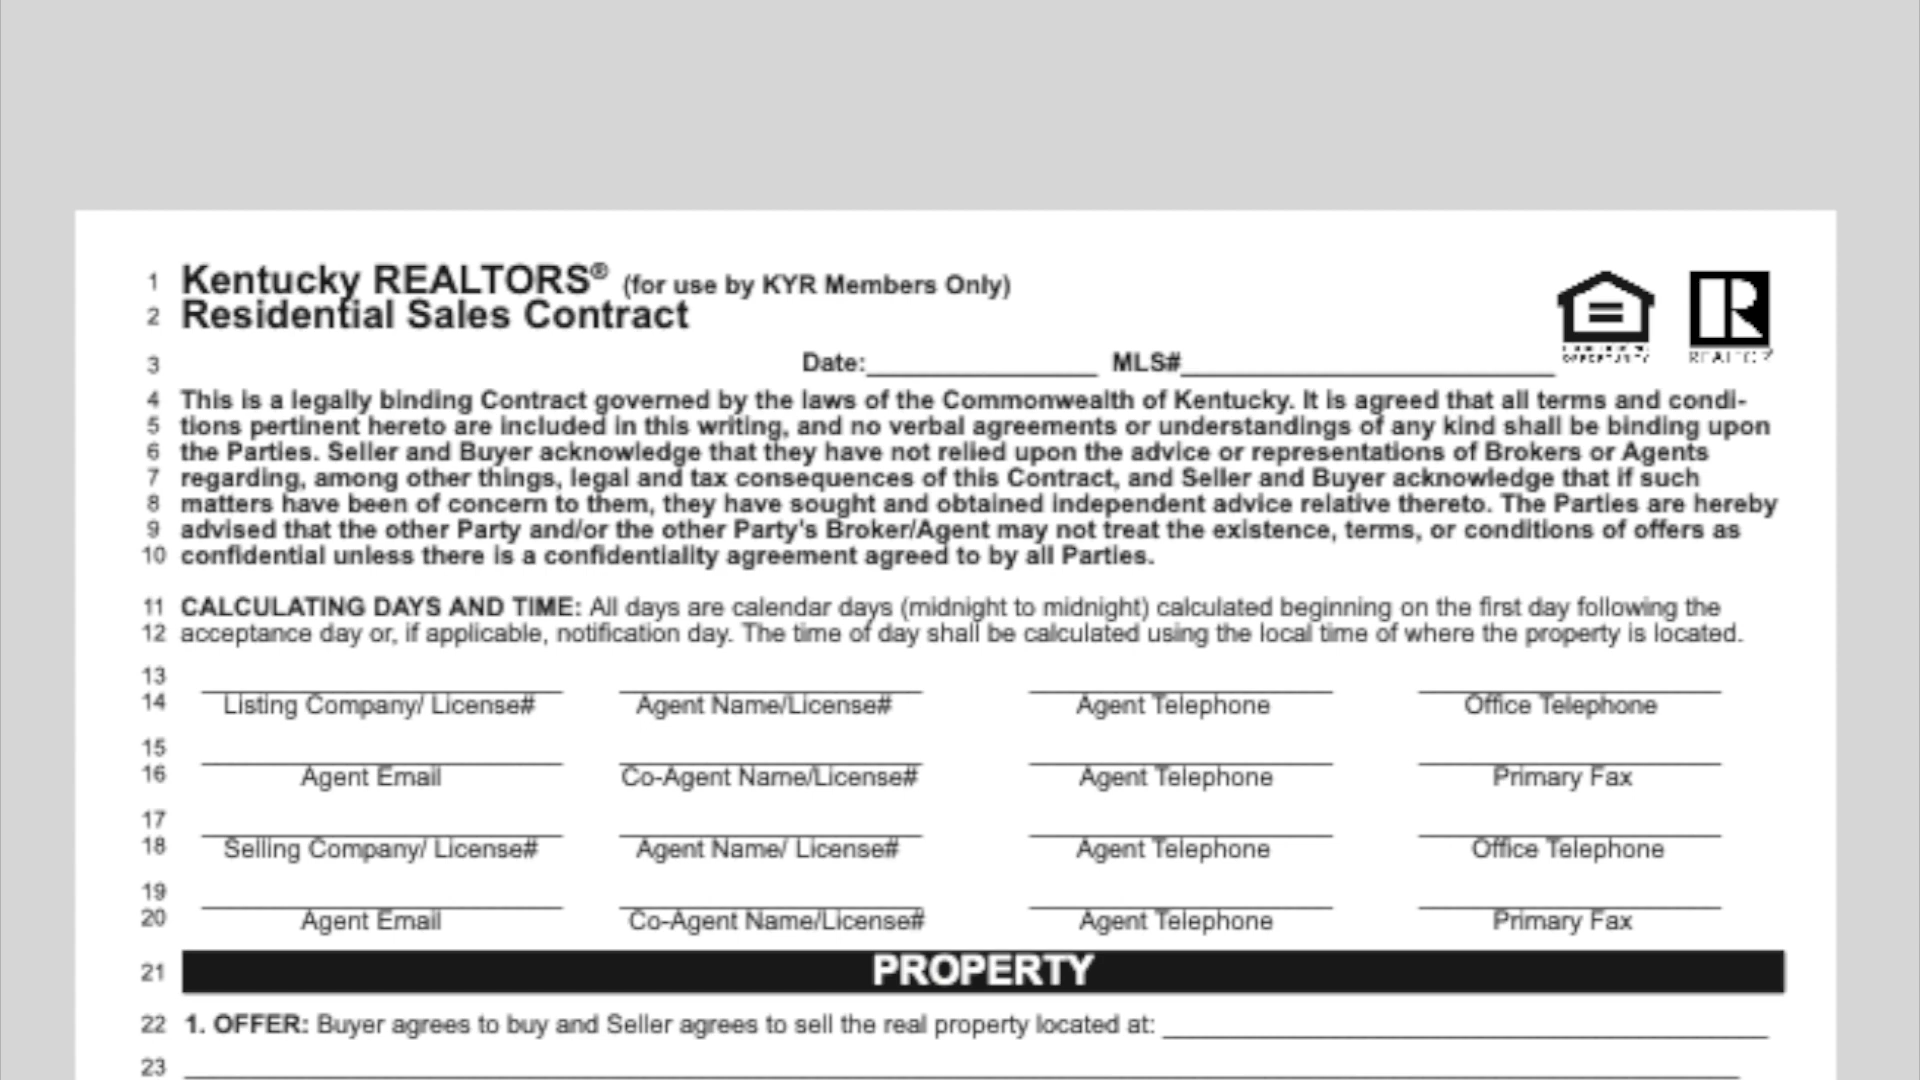 1 Kentucky REALTORS® (for use by KYR Members Only)
2 Residential Sales Contract
3 Date:______________ MLS#______________________
OPPORTUNITY REALTOR
4 This is a legally binding Contract governed by the laws of the Commonwealth of Kentucky. It is agreed that all terms and condi-
5 tions pertinent hereto are included in this writing, and no verbal agreements or understandings of any kind shall be binding upon
6 the Parties. Seller and Buyer acknowledge that they have not relied upon the advice or representations of Brokers or Agents
7 regarding, among other things, legal and tax consequences of this Contract, and Seller and Buyer acknowledge that if such
8 matters have been of concern to them, they have sought and obtained independent advice relative thereto. The Parties are hereby
9 advised that the other Party and/or the other Party's Broker/Agent may not treat the existence, terms, or conditions of offers as
10 confidential unless there is a confidentiality agreement agreed to by all Parties.
11 CALCULATING DAYS AND TIME: All days are calendar days (midnight to midnight) calculated beginning on the first day following the
12 acceptance day or, if applicable, notification day. The time of day shall be calculated using the local time of where the property is located.
13
14 Listing Company/ License# Agent Name/License# Agent Telephone Office Telephone
15
16 Agent Email Co-Agent Name/License# Agent Telephone Primary Fax
17
18 Selling Company/ License# Agent Name/ License# Agent Telephone Office Telephone
19
20 Agent Email Co-Agent Name/License# Agent Telephone Primary Fax
21 PROPERTY
22 1. OFFER: Buyer agrees to buy and Seller agrees to sell the real property located at: ______________________
23